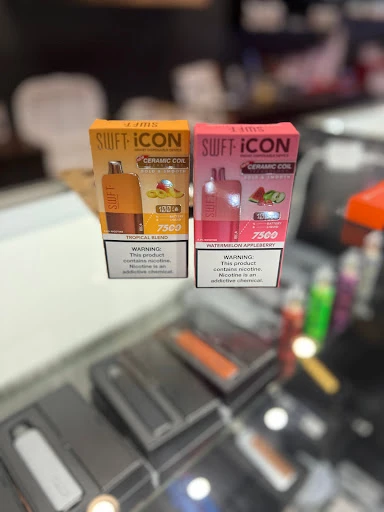 SWFT· iCON
CERAMIC COIL
SWFT
7500
TROPICAL BLEND
WARNING:
This product
contains nicotine.
Nicotine is an
addictive chemical.
SWFT· iCON
CERAMIC COIL
7500
WATERMELON APPLEBERRY
WARNING:
This product
contains nicotine.
Nicotine is an
addictive chemical.